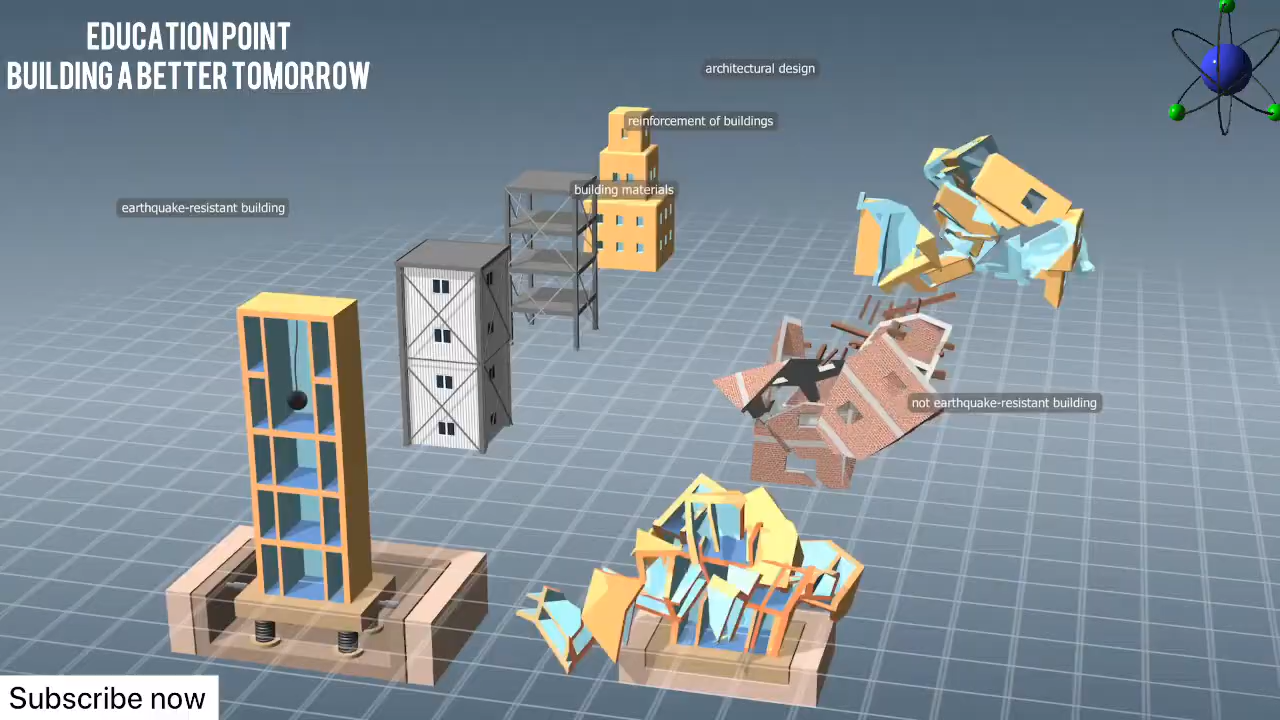 EDUCATION POINT
BUILDING A BETTER TOMORROW
architectural design
reinforcement of buildings
building materials
earthquake-resistant building
not earthquake-resistant building
Subscribe now